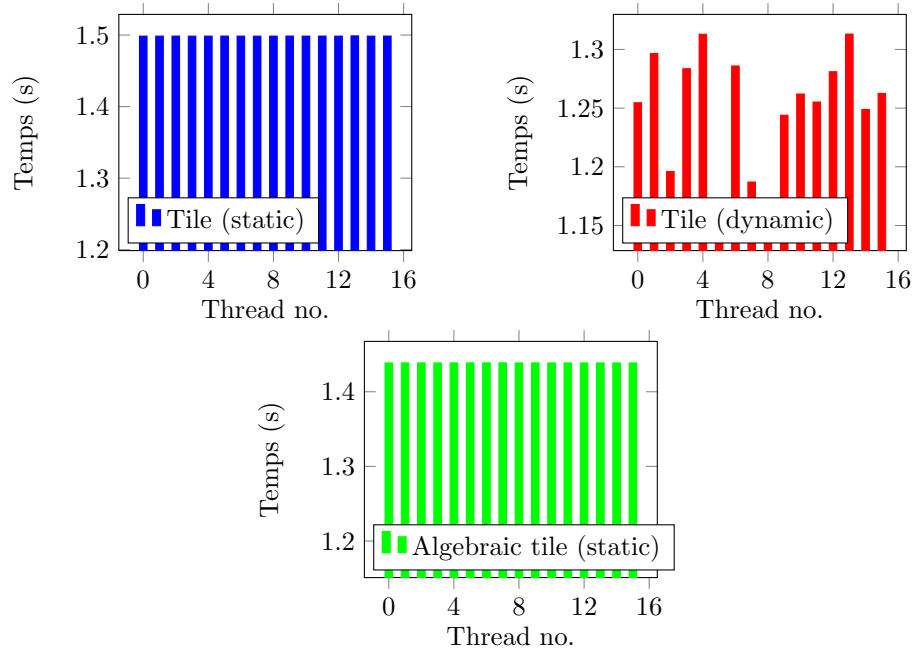 1.5
1.4
1.3
1.2
Temps (s)
Tile (static)
0 4 8 12 16
Thread no.
1.3
1.25
1.2
1.15
Temps (s)
Tile (dynamic)
0 4 8 12 16
Thread no.
1.4
1.3
1.2
Temps (s)
Algebraic tile (static)
0 4 8 12 16
Thread no.